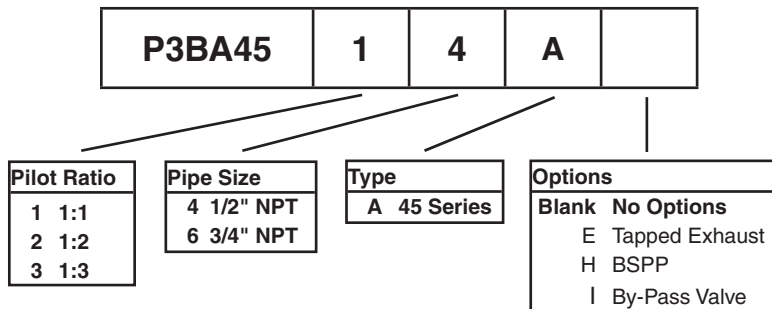 P3BA45 1 4 A
Pilot Ratio
1 1:1
2 1:2
3 1:3
Pipe Size
4 1/2" NPT
6 3/4" NPT
Type
A 45 Series
Options
Blank No Options
E Tapped Exhaust
H BSPP
I By-Pass Valve